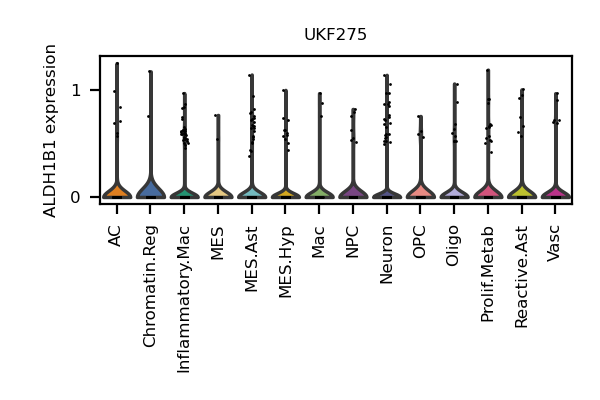 UKF275
ALDH1B1 expression
1
0
AC
Chromatin.Reg
Inflammatory.Mac
MES
MES.Ast
MES.Hyp
Mac
NPC
Neuron
OPC
Oligo
Prolif.Metab
Reactive.Ast
Vasc